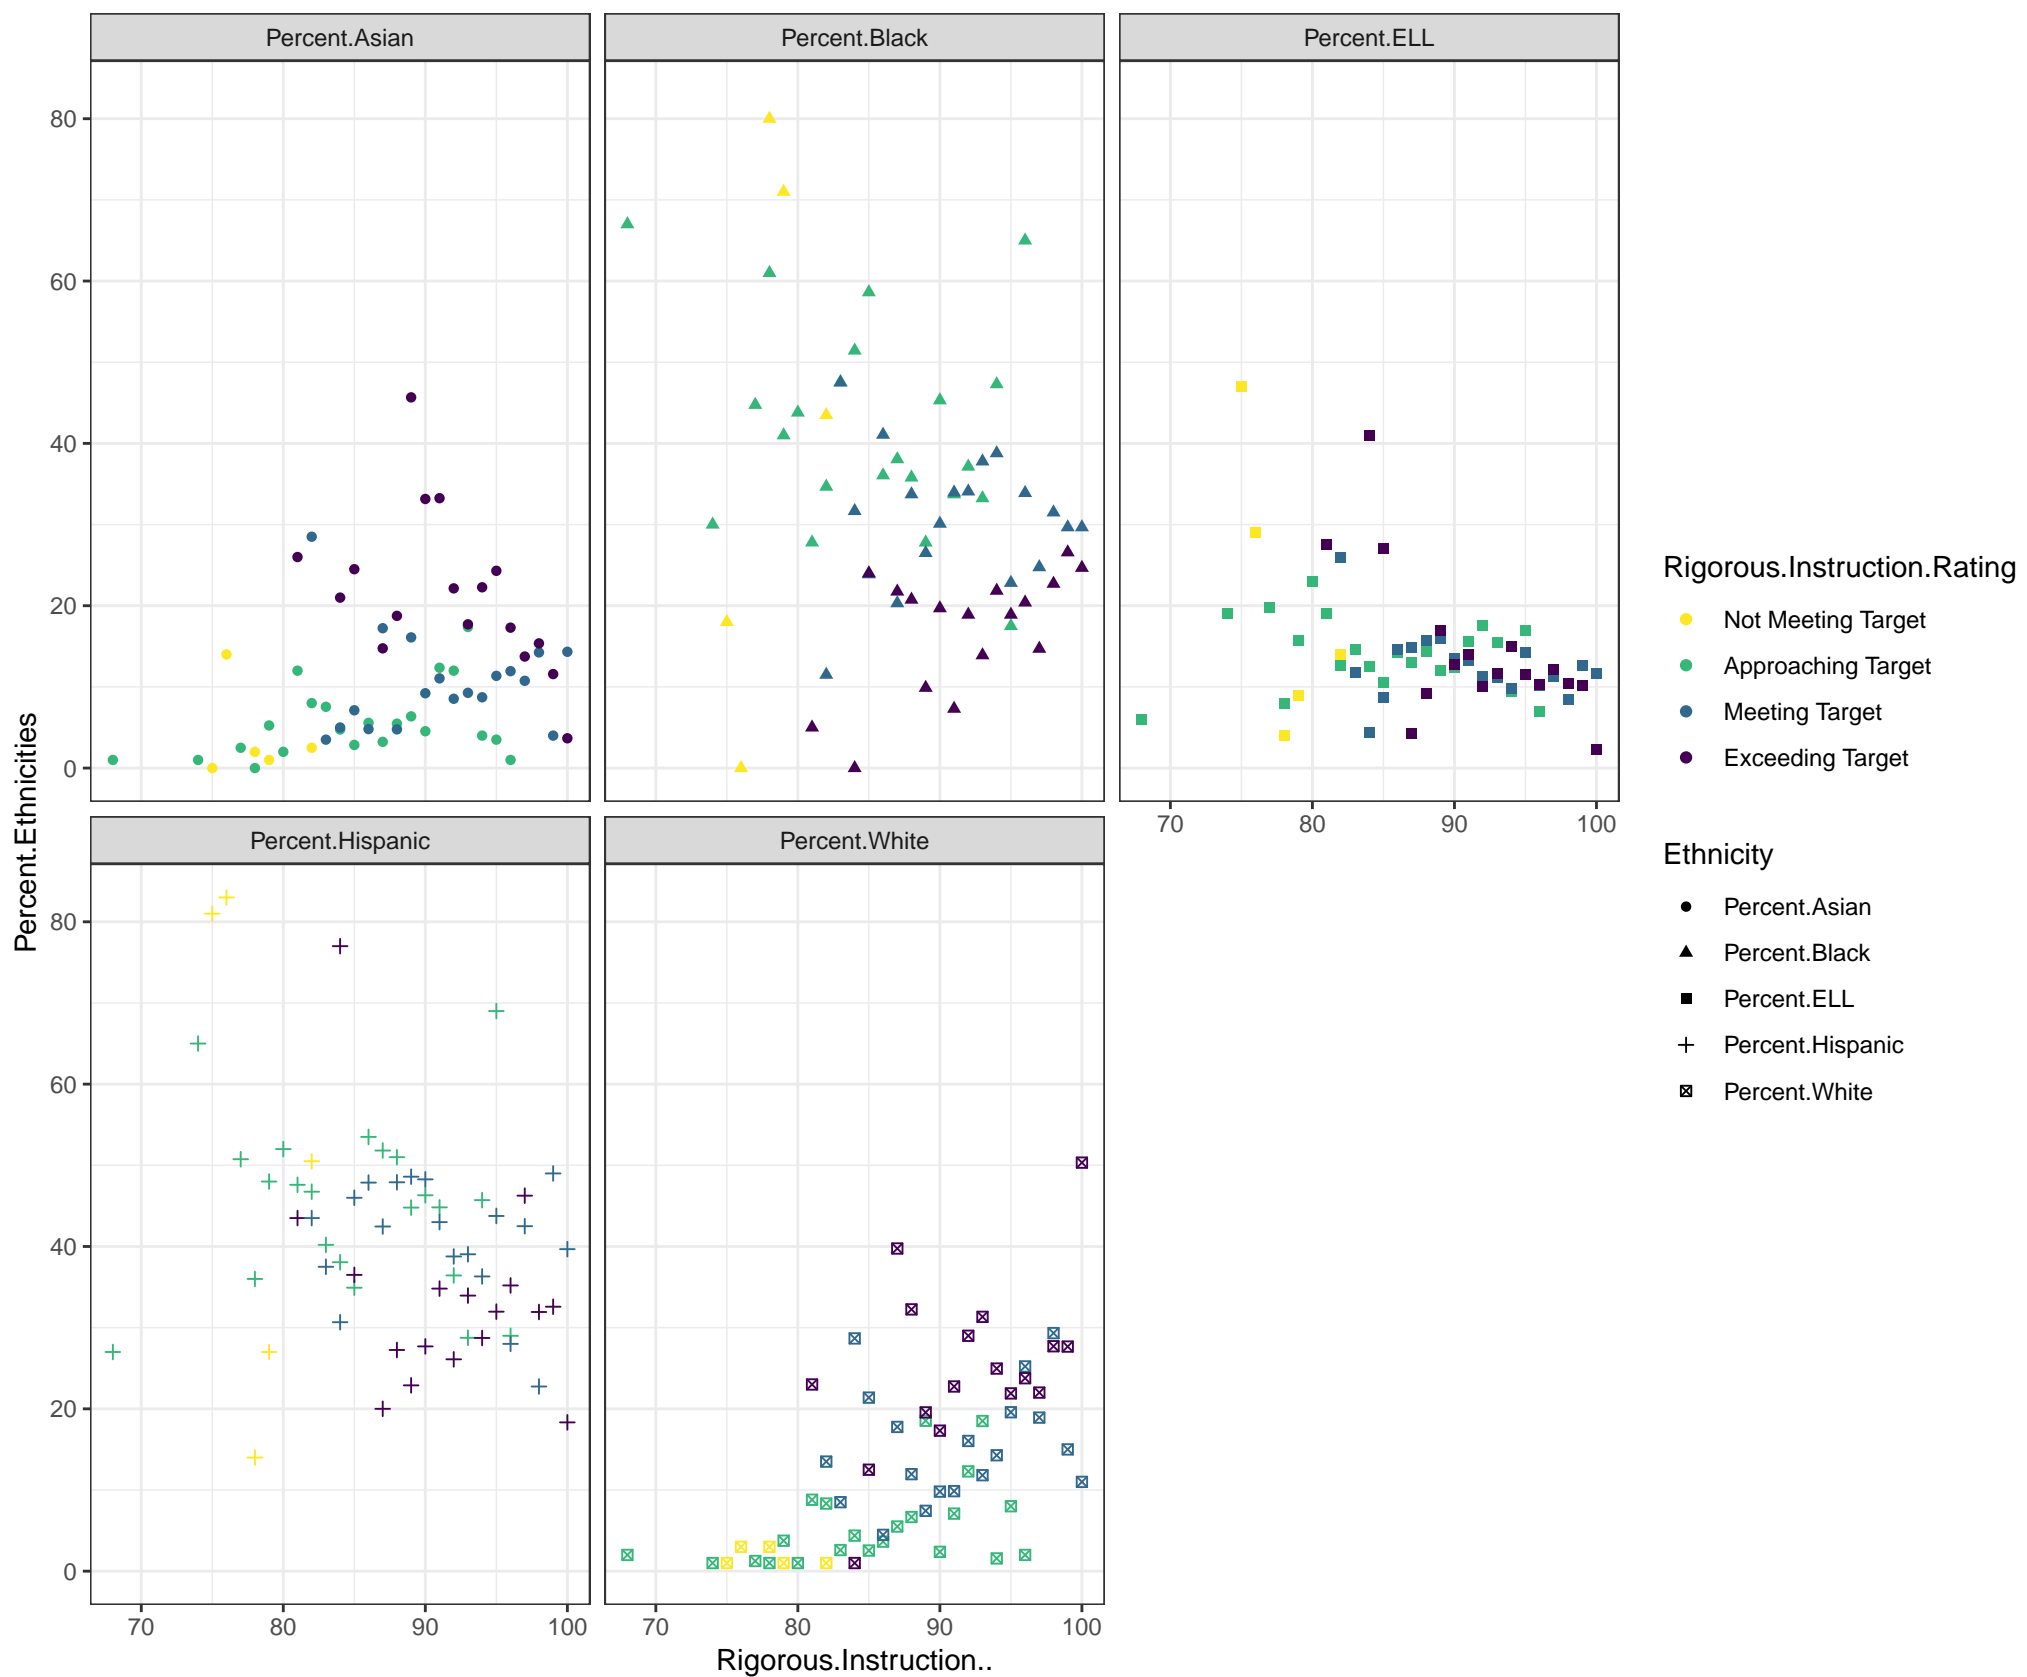 Percent.Asian
Percent.Black
Percent.ELL
80
60
40
20
0
70
80
90
100
Percent.Hispanic
Percent.White
80
60
40
20
0
70
80
90
100
70
80
90
100
Rigorous.Instruction..
Percent.Ethnicities
Rigorous.Instruction.Rating
Not Meeting Target
Approaching Target
Meeting Target
Exceeding Target
Ethnicity
Percent.Asian
Percent.Black
Percent.ELL
Percent.Hispanic
Percent.White